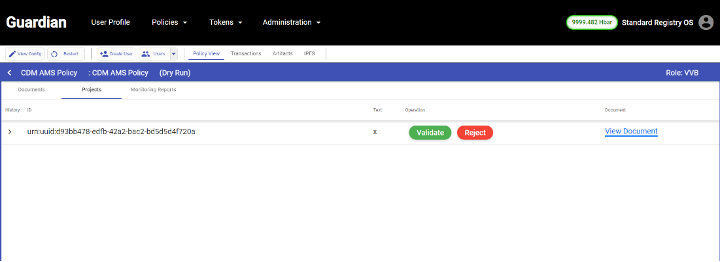 Guardian User Profile Policies Tokens Administration 9999.482 Hbar Standard Registry OS
View Config Restart Create User Users Policy View Transactions Artifacts IPFS
CDM AMS Policy : CDM AMS Policy (Dry Run) Role: VVB
Documents Projects Monitoring Reports
History ID Text Operation Document
urn:uuid:d93bb478-edfb-42a2-bac2-bd5d5d4f720a x Validate Reject View Document